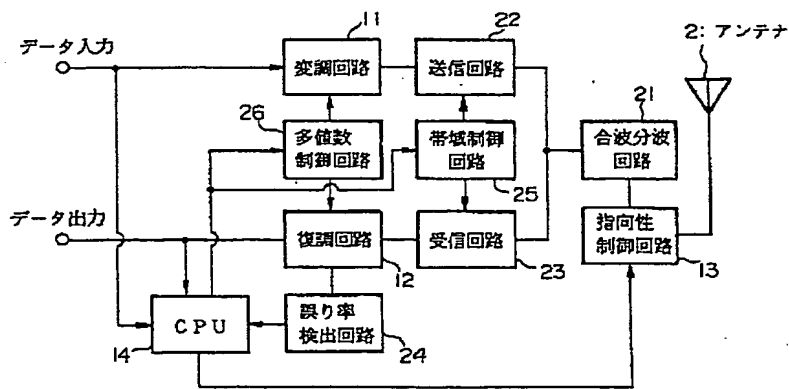 11
22
データ入力
2: アンテナ
変調回路
送信回路
21
26
多値数
制御回路
帯域制御
回路
合波分波
回路
25
データ出力
指向性
制御回路
復調回路
受信回路
12
23
13
誤り率
検出回路
CPU
14
24